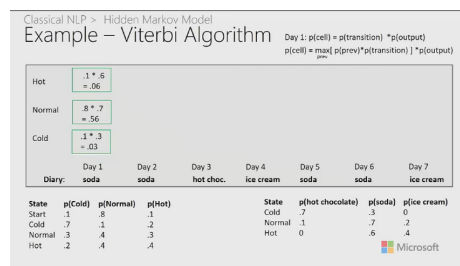 Classical NLP > Hidden Markov Model
Example – Viterbi Algorithm
Day 1: p(cell) = p(transition) *p(output)
p(cell) = max[ p(prev)*p(transition) ] *p(output)
prev
Hot
.1 * .6
= .06
Normal
.8 * .7
= .56
Cold
.1 * .3
= .03
Day 1 Day 2 Day 3 Day 4 Day 5 Day 6 Day 7
Diary: soda soda hot choc. ice cream soda soda ice cream
State p(Cold) p(Normal) p(Hot)
Start .1 .8 .1
Cold .7 .1 .2
Normal .3 .4 .3
Hot .2 .4 .4
State p(hot chocolate) p(soda) p(ice cream)
Cold .7 .3 0
Normal .1 .7 .2
Hot 0 .6 .4
Microsoft